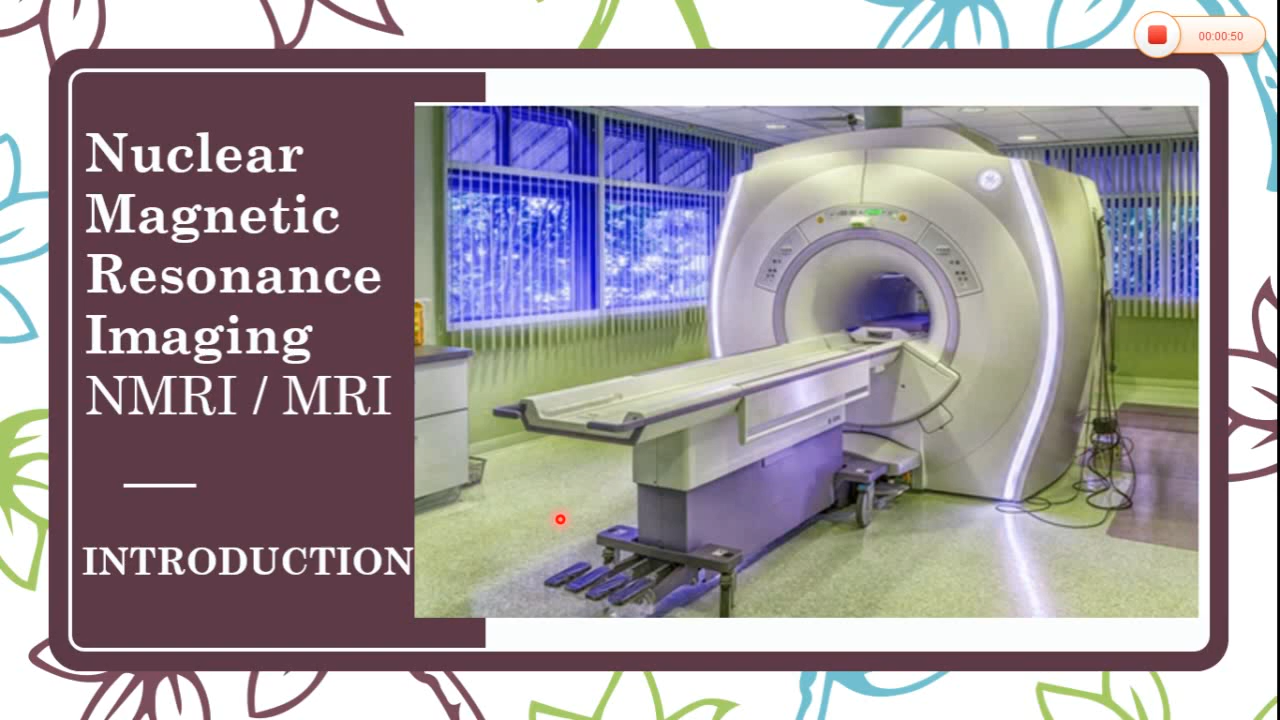 Nuclear
Magnetic
Resonance
Imaging
NMRI / MRI
INTRODUCTION
00:00:50